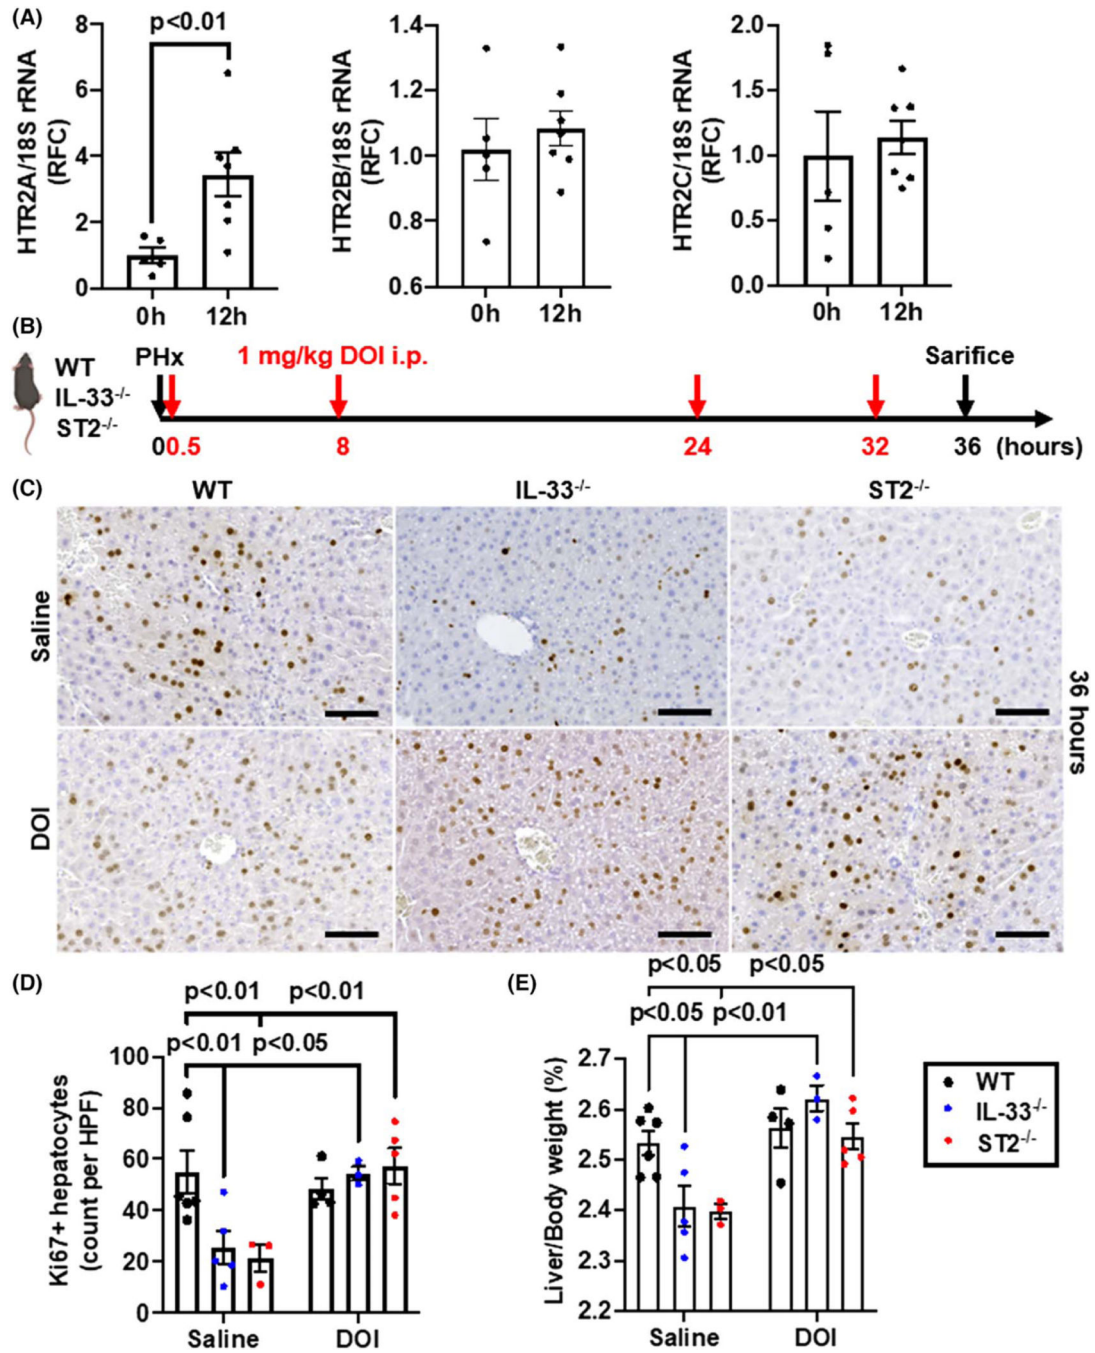 (A)
p<0.01
HTR2A/18S rRNA
(RFC)
8
6
4
2
0
0h 12h
HTR2B/18S rRNA
(RFC)
1.4
1.2
1.0
0.8
0.6
0h 12h
HTR2C/18S rRNA
(RFC)
2.0
1.5
1.0
0.5
0.0
0h 12h
(B)
WT
IL-33-/-
ST2-/-
PHx 1 mg/kg DOI i.p. Sarifice
0 0.5 8 24 32 36 (hours)
(C)
WT IL-33-/- ST2-/-
Saline
DOI
36 hours
(D)
p<0.01 p<0.01
p<0.01 p<0.05
Ki67+ hepatocytes
(count per HPF)
100
80
60
40
20
0
Saline DOI
(E)
p<0.05 p<0.05
p<0.05 p<0.01
Liver/Body weight (%)
2.7
2.6
2.5
2.4
2.3
2.2
Saline DOI
WT
IL-33-/-
ST2-/-